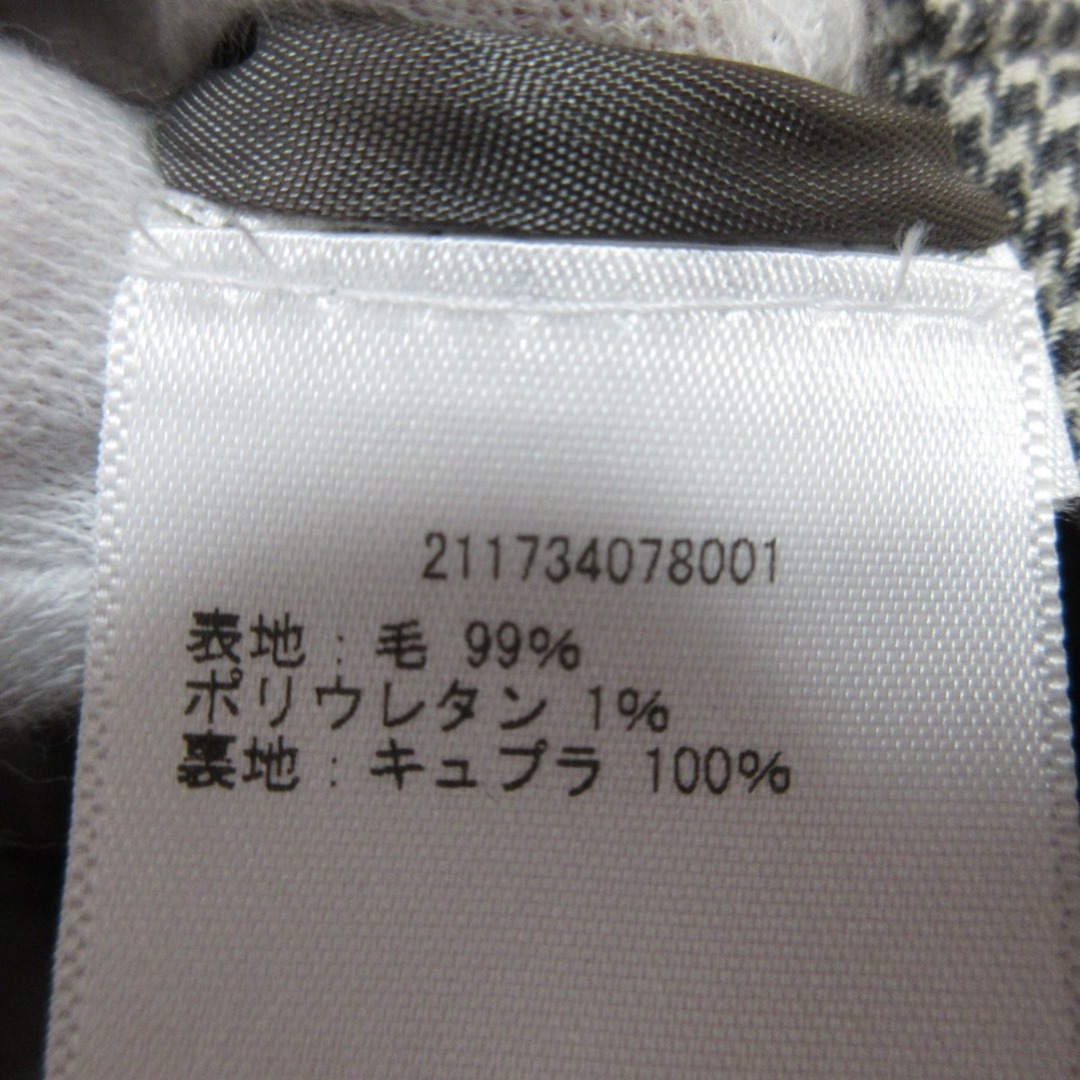 211734078001
表地 : 毛 99%
ポリウレタン 1%
裏地 : キュプラ 100%